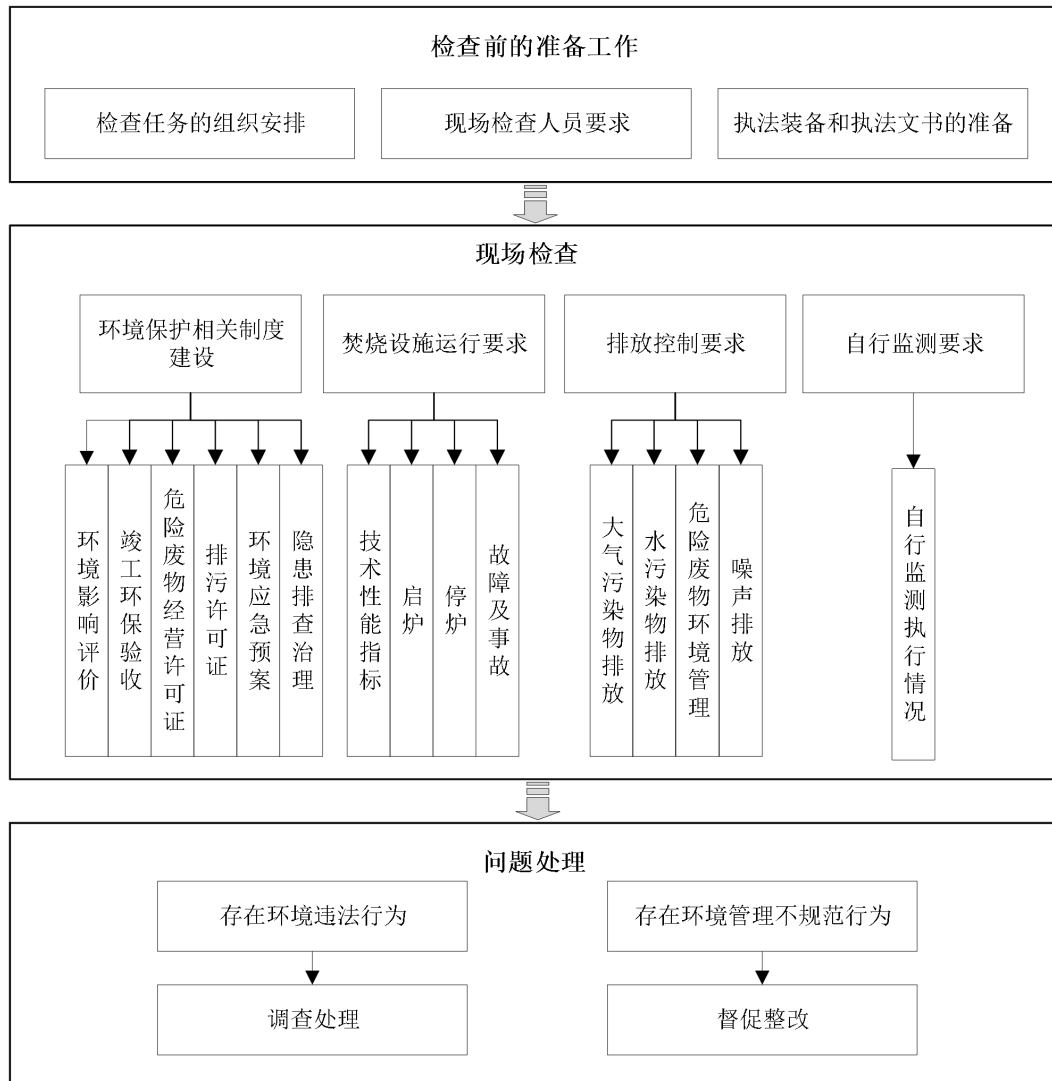 检查前的准备工作
检查任务的组织安排
现场检查人员要求
执法装备和执法文书的准备
现场检查
环境保护相关制度
建设
焚烧设施运行要求
排放控制要求
自行监测要求
环境影响评价
竣工环保验收
危险废物经营许可证
排污许可证
环境应急预案
隐患排查治理
技术性能指标
启炉
停炉
故障及事故
大气污染物排放
水污染物排放
危险废物环境管理
噪声排放
自行监测执行情况
问题处理
存在环境违法行为
存在环境管理不规范行为
调查处理
督促整改